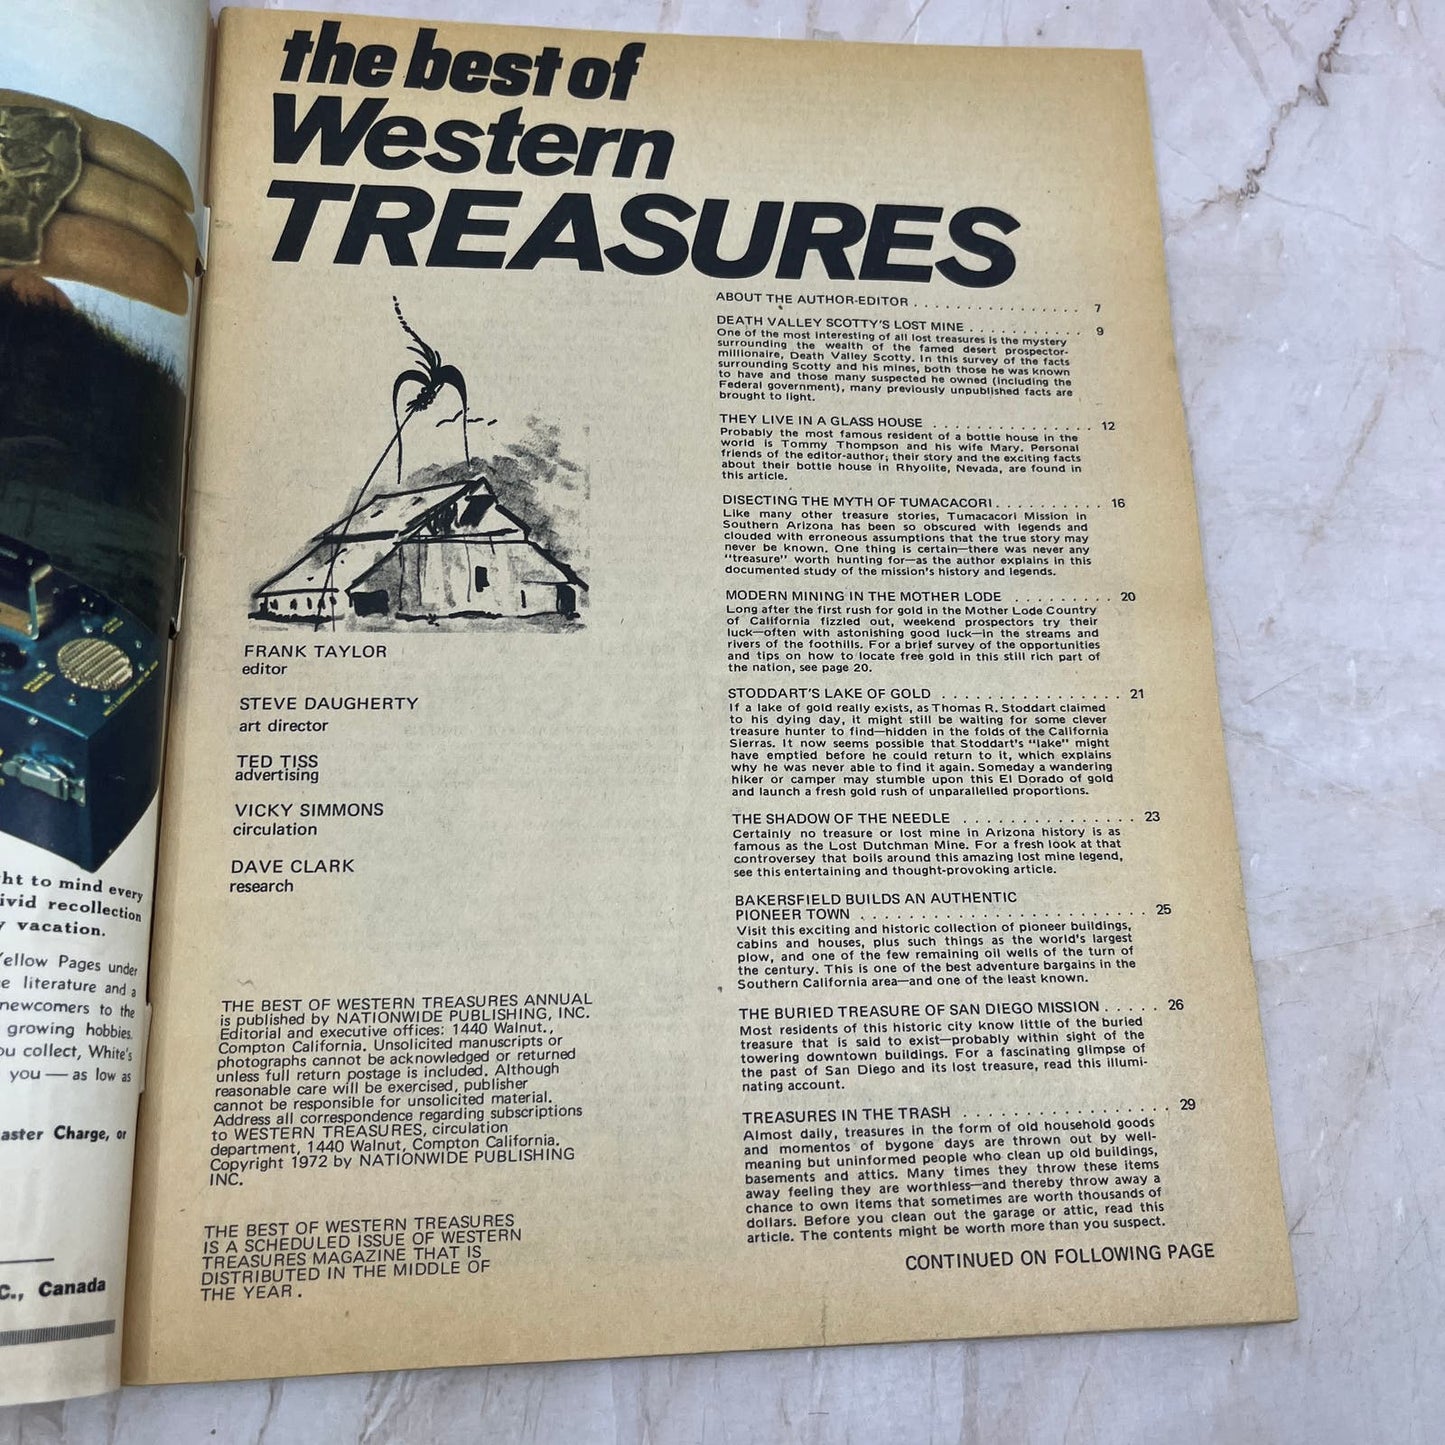 the best of
Western
TREASURES
FRANK TAYLOR
editor
STEVE DAUGHERTY
art director
TED TISS
advertising
VICKY SIMMONS
circulation
DAVE CLARK
research
THE BEST OF WESTERN TREASURES ANNUAL
is published by NATIONWIDE PUBLISHING, INC.
Editorial and executive offices: 1440 Walnut.,
Compton California. Unsolicited manuscripts or
photographs cannot be acknowledged or returned
unless full return postage is included. Although
reasonable care will be exercised, publisher
cannot be responsible for unsolicited material.
Address all correspondence regarding subscriptions
to WESTERN TREASURES, circulation
department, 1440 Walnut, Compton California.
Copyright 1972 by NATIONWIDE PUBLISHING
INC.
THE BEST OF WESTERN TREASURES
IS A SCHEDULED ISSUE OF WESTERN
TREASURES MAGAZINE THAT IS
DISTRIBUTED IN THE MIDDLE OF
THE YEAR.
ABOUT THE AUTHOR-EDITOR . . . . . . . . . . . . . . . . 7
DEATH VALLEY SCOTTY'S LOST MINE . . . . . . . . . . . 9
One of the most interesting of all lost treasures is the mystery
surrounding the wealth of the famed desert prospector-
millionaire, Death Valley Scotty. In this survey of the facts
surrounding Scotty and his mines, both those he was known
to have and those many suspected he owned (including the
Federal government), many previously unpublished facts are
brought to light.
THEY LIVE IN A GLASS HOUSE . . . . . . . . . . . . . . . 12
Probably the most famous resident of a bottle house in the
world is Tommy Thompson and his wife Mary. Personal
friends of the editor-author; their story and the exciting facts
about their bottle house in Rhyolite, Nevada, are found in
this article.
DISECTING THE MYTH OF TUMACACORI . . . . . . . . . . 16
Like many other treasure stories, Tumacacori Mission in
Southern Arizona has been so obscured with legends and
clouded with erroneous assumptions that the true story may
never be known. One thing is certain—there was never any
"treasure" worth hunting for—as the author explains in this
documented study of the mission's history and legends.
MODERN MINING IN THE MOTHER LODE . . . . . . . . . 20
Long after the first rush for gold in the Mother Lode Country
of California fizzled out, weekend prospectors try their
luck—often with astonishing good luck—in the streams and
rivers of the foothills. For a brief survey of the opportunities
and tips on how to locate free gold in this still rich part of
the nation, see page 20.
STODDART'S LAKE OF GOLD . . . . . . . . . . . . . . . . 21
If a lake of gold really exists, as Thomas R. Stoddart claimed
to his dying day, it might still be waiting for some clever
treasure hunter to find—hidden in the folds of the California
Sierras. It now seems possible that Stoddart's "lake" might
have emptied before he could return to it, which explains
why he was never able to find it again. Someday a wandering
hiker or camper may stumble upon this El Dorado of gold
and launch a fresh gold rush of unparallelled proportions.
THE SHADOW OF THE NEEDLE . . . . . . . . . . . . . . . 23
Certainly no treasure or lost mine in Arizona history is as
famous as the Lost Dutchman Mine. For a fresh look at that
controversey that boils around this amazing lost mine legend,
see this entertaining and thought-provoking article.
BAKERSFIELD BUILDS AN AUTHENTIC
PIONEER TOWN . . . . . . . . . . . . . . . . . . . . . . . . 25
Visit this exciting and historic collection of pioneer buildings,
cabins and houses, plus such things as the world's largest
plow, and one of the few remaining oil wells of the turn of
the century. This is one of the best adventure bargains in the
Southern California area—and one of the least known.
THE BURIED TREASURE OF SAN DIEGO MISSION . . . . . 26
Most residents of this historic city know little of the buried
treasure that is said to exist—probably within sight of the
towering downtown buildings. For a fascinating glimpse of
the past of San Diego and its lost treasure, read this illumi-
nating account.
TREASURES IN THE TRASH . . . . . . . . . . . . . . . . . . 29
Almost daily, treasures in the form of old household goods
and momentos of bygone days are thrown out by well-
meaning but uninformed people who clean up old buildings,
basements and attics. Many times they throw these items
away feeling they are worthless—and thereby throw away a
chance to own items that sometimes are worth thousands of
dollars. Before you clean out the garage or attic, read this
article. The contents might be worth more than you suspect.
CONTINUED ON FOLLOWING PAGE
ht to mind every
ivid recollection
y vacation.
Yellow Pages under
e literature and a
newcomers to the
growing hobbies.
ou collect, White's
you — as low as
aster Charge, or
C., Canada